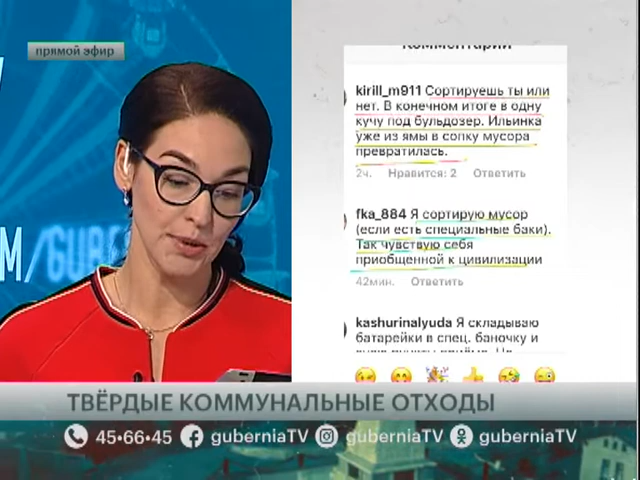 прямой эфир
Комментарии
kirill_m911 Сортируешь ты или
нет. В конечном итоге в одну
кучу под бульдозер. Ильинка
уже из ямы в сопку мусора
превратилась.
2ч. Нравится: 2 Ответить
fka_884 Я сортирую мусор
(если есть специальные баки).
Так чувствую себя
приобщенной к цивилизации
42мин. Ответить
kashurinalyuda Я складываю
батарейки в спец. баночку и
M/GUBERN
ТВЁРДЫЕ КОММУНАЛЬНЫЕ ОТХОДЫ
45•66•45 guberniaTV guberniaTV guberniaTV